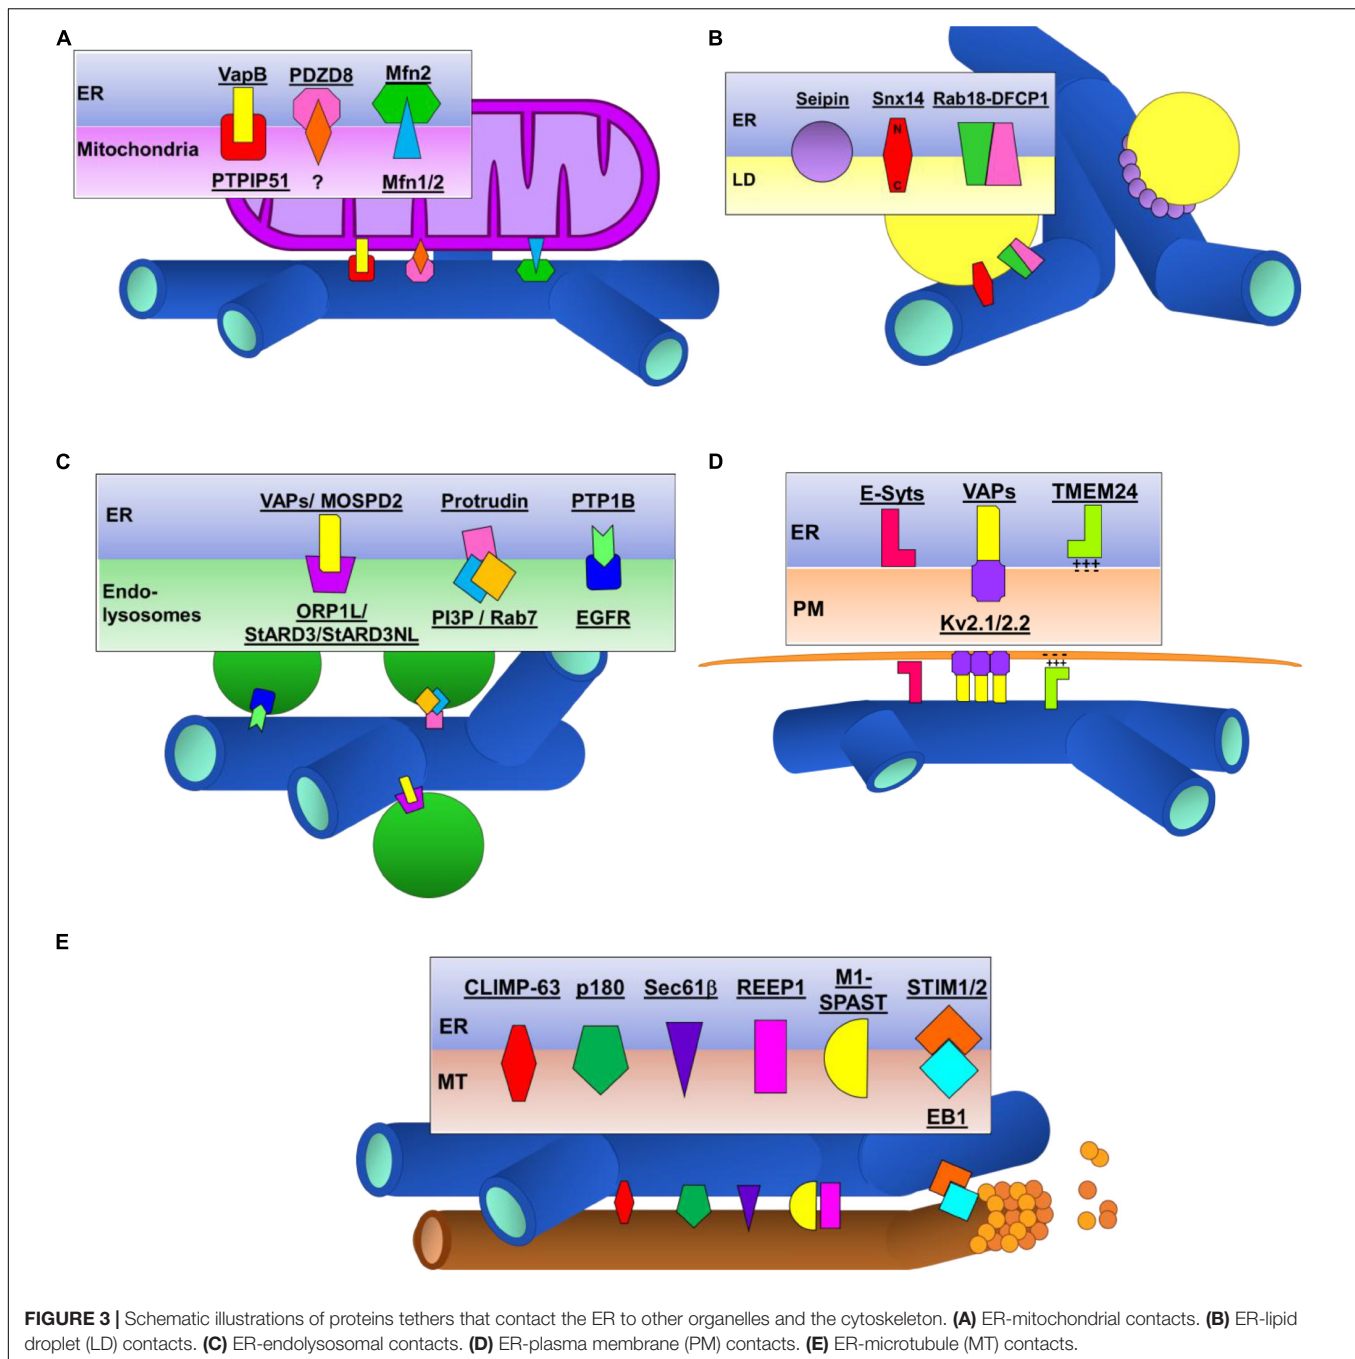 A
VapB PDZD8 Mfn2
ER
Mitochondria
PTPIP51 ? Mfn1/2
B
Seipin Snx14 Rab18-DFCP1
ER
N
LD
C
C
VAPs/ MOSPD2 Protrudin PTP1B
ER
Endo-
lysosomes
ORP1L/
StARD3/StARD3NL
PI3P / Rab7
EGFR
D
E-Syts VAPs TMEM24
ER
+++
- - -
PM
Kv2.1/2.2
- - -
+++
E
CLIMP-63 p180 Sec61β REEP1 M1-
SPAST
STIM1/2
ER
MT
EB1
FIGURE 3 | Schematic illustrations of proteins tethers that contact the ER to other organelles and the cytoskeleton. (A) ER-mitochondrial contacts. (B) ER-lipid
droplet (LD) contacts. (C) ER-endolysosomal contacts. (D) ER-plasma membrane (PM) contacts. (E) ER-microtubule (MT) contacts.